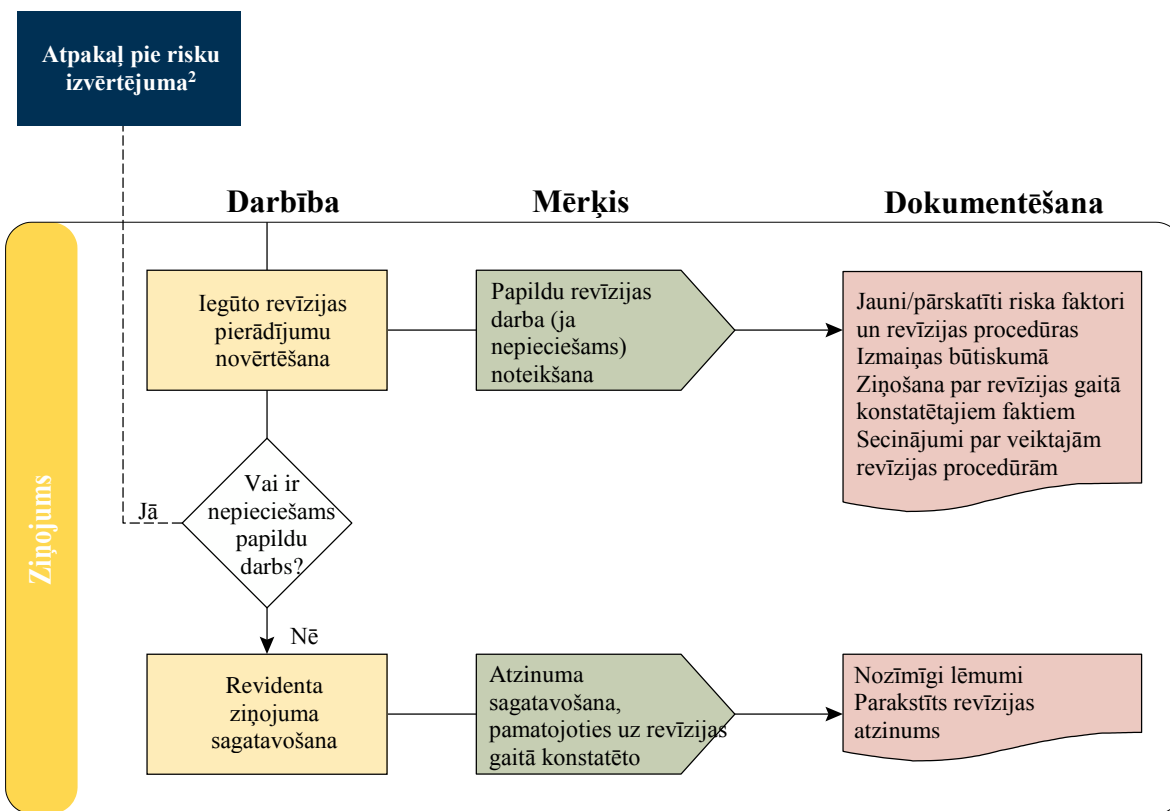 Atpakaļ pie risku
izvērtējuma²
Darbība
Mērķis
Dokumentēšana
Ziņojums
Iegūto revīzijas
pierādījumu
novērtēšana
Papildu revīzijas
darba (ja
nepieciešams)
noteikšana
Jauni/pārskatīti riska faktori
un revīzijas procedūras
Izmaiņas būtiskumā
Ziņošana par revīzijas gaitā
konstatētajiem faktiem
Secinājumi par veiktajām
revīzijas procedūrām
Jā
Vai ir
nepieciešams
papildu
darbs?
Nē
Revidenta
ziņojuma
sagatavošana
Atzinuma
sagatavošana,
pamatojoties uz revīzijas
gaitā konstatēto
Nozīmīgi lēmumi
Parakstīts revīzijas
atzinums